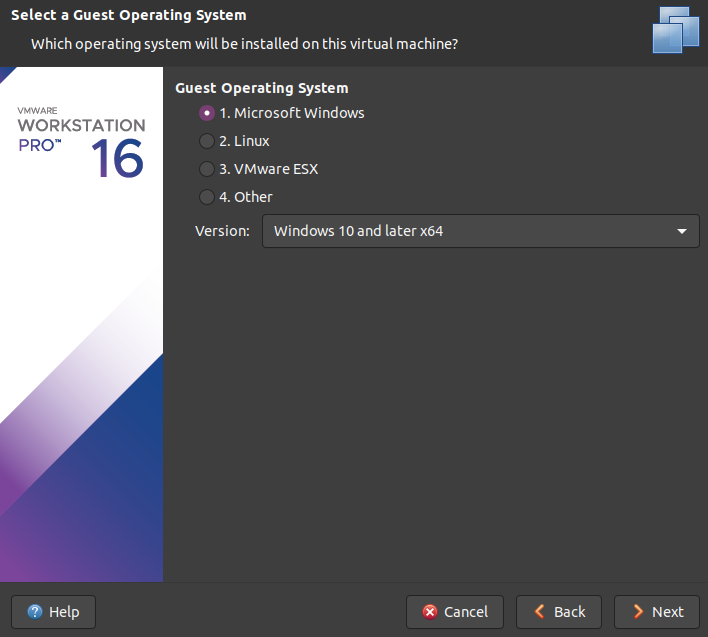 Select a Guest Operating System
Which operating system will be installed on this virtual machine?
VMWARE
WORKSTATION
PRO™ 16
Guest Operating System
1. Microsoft Windows
2. Linux
3. VMware ESX
4. Other
Version: Windows 10 and later x64
Help Cancel Back Next